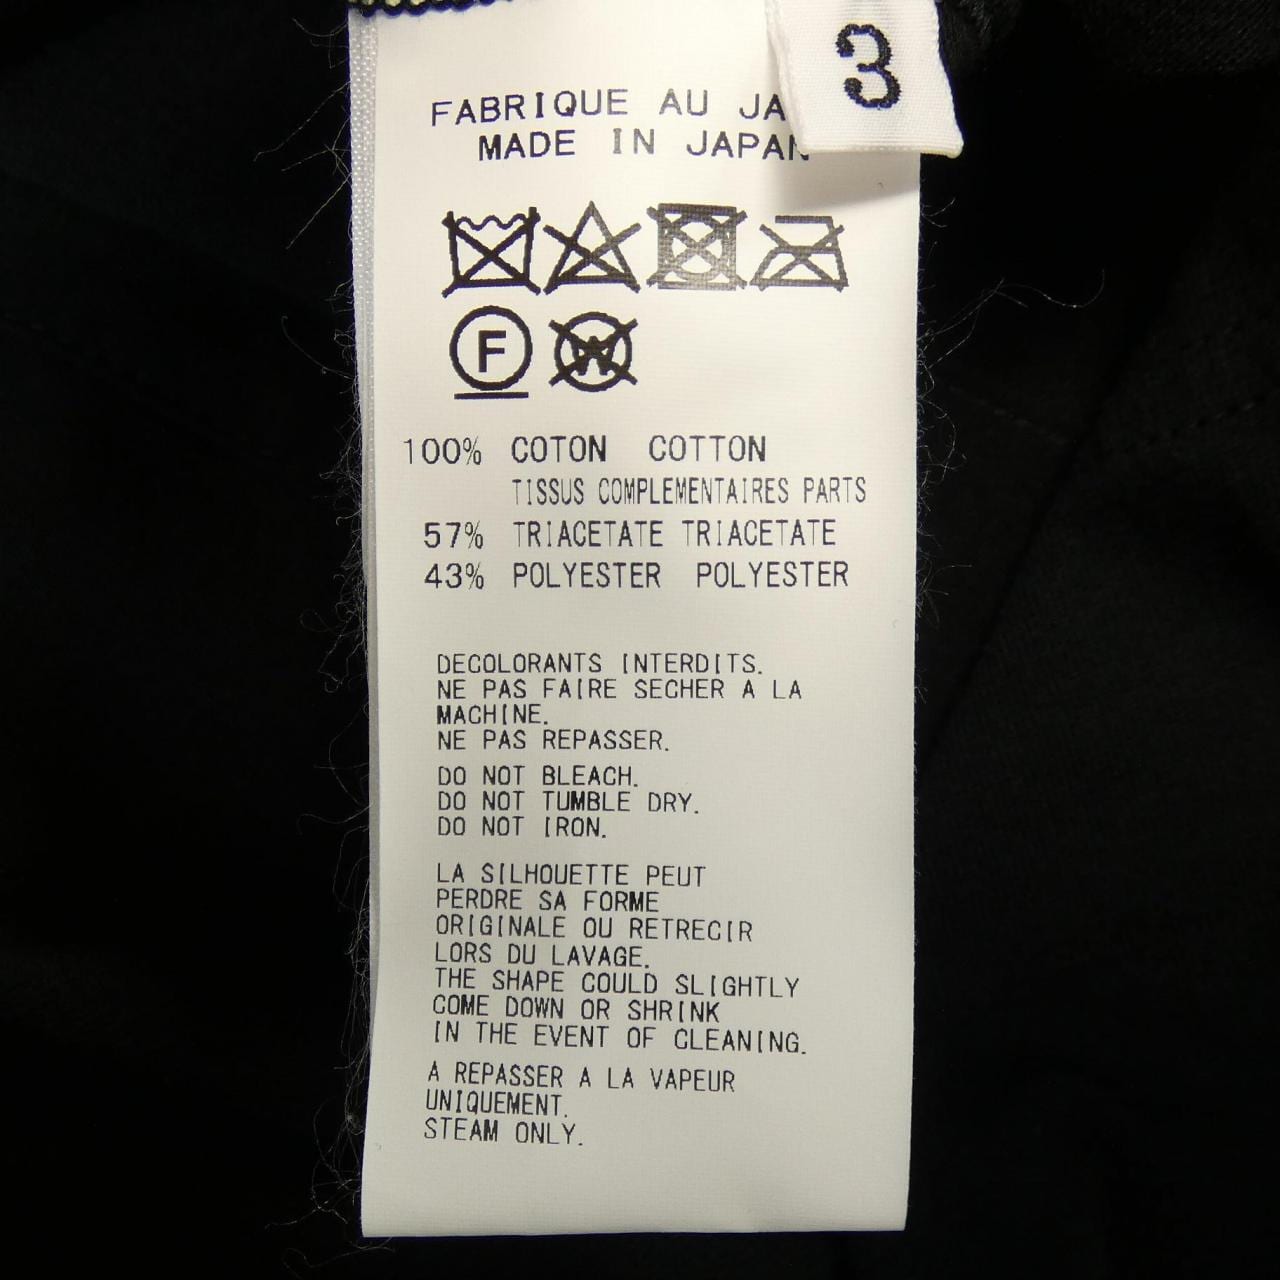 3
FABRIQUE AU JA
MADE IN JAPAN
F
W
100% COTON COTTON
TISSUS COMPLEMENTAIRES PARTS
57% TRIACETATE TRIACETATE
43% POLYESTER POLYESTER
DECOLORANTS INTERDITS.
NE PAS FAIRE SECHER A LA
MACHINE.
NE PAS REPASSER.
DO NOT BLEACH.
DO NOT TUMBLE DRY.
DO NOT IRON.
LA SILHOUETTE PEUT
PERDRE SA FORME
ORIGINALE OU RETRECIR
LORS DU LAVAGE.
THE SHAPE COULD SLIGHTLY
COME DOWN OR SHRINK
IN THE EVENT OF CLEANING.
A REPASSER A LA VAPEUR
UNIQUEMENT.
STEAM ONLY.